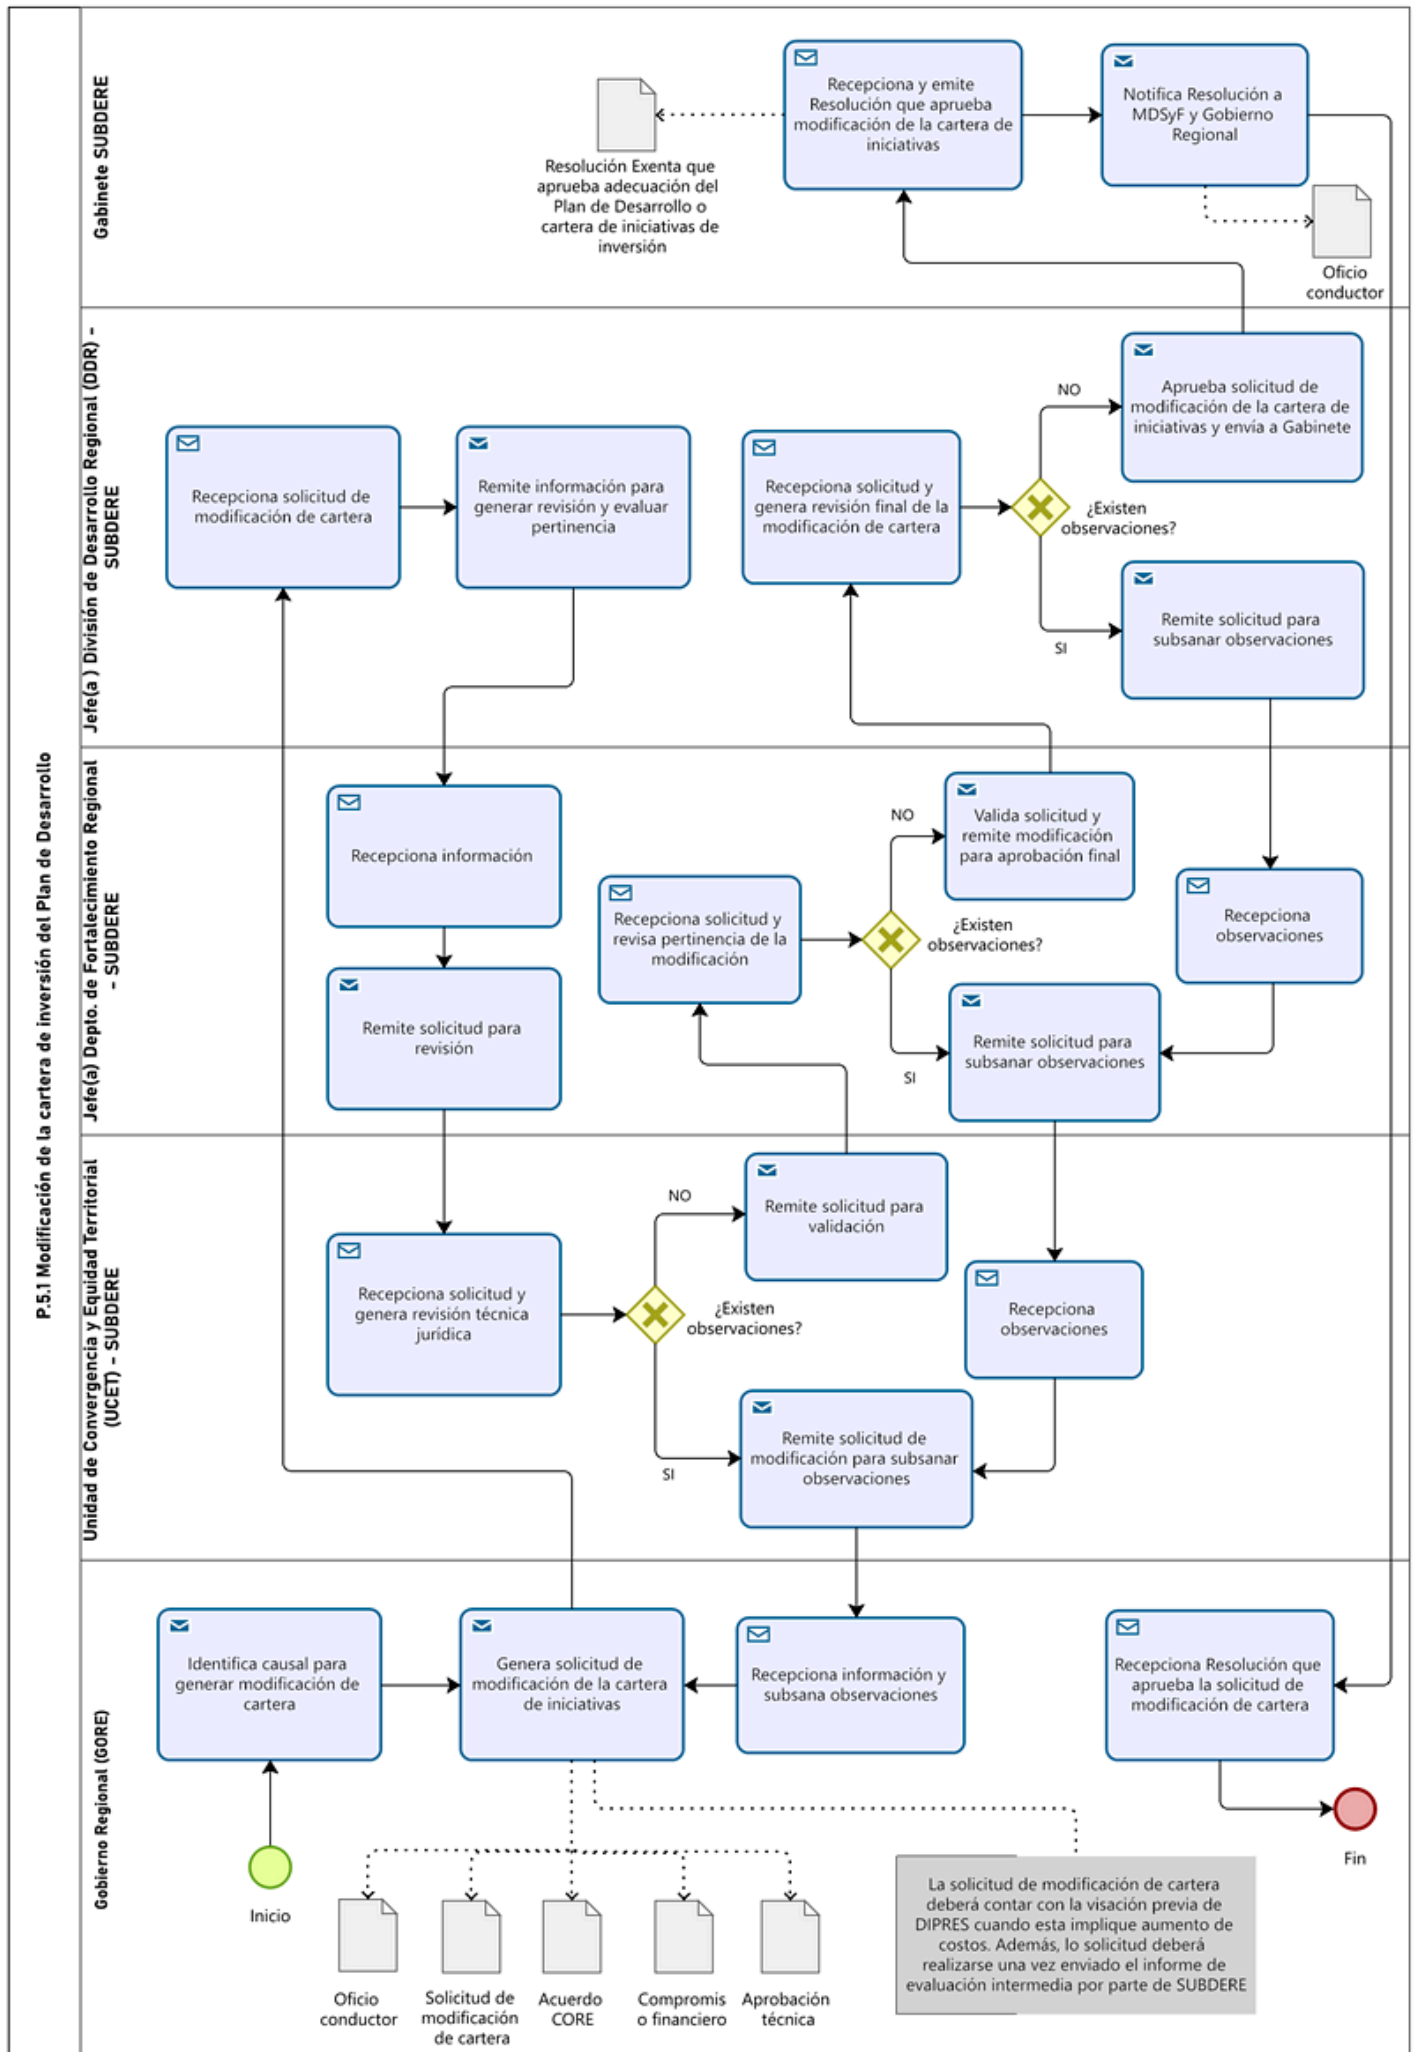 P.5.1 Modificación de la cartera de inversión del Plan de Desarrollo
Gabinete SUBDERE
Resolución Exenta que
aprueba adecuación del
Plan de Desarrollo o
cartera de iniciativas de
inversión
Recepciona y emite
Resolución que aprueba
modificación de la cartera de
iniciativas
Notifica Resolución a
MDSyF y Gobierno
Regional
Oficio
conductor
Jefe(a ) División de Desarrollo Regional (DDR) –
SUBDERE
Recepciona solicitud de
modificación de cartera
Remite información para
generar revisión y evaluar
pertinencia
Recepciona solicitud y
genera revisión final de la
modificación de cartera
¿Existen
observaciones?
NO
Aprueba solicitud de
modificación de la cartera de
iniciativas y envía a Gabinete
SI
Remite solicitud para
subsanar observaciones
Jefe(a) Depto. de Fortalecimiento Regional
– SUBDERE
Recepciona información
Remite solicitud para
revisión
Recepciona solicitud y
revisa pertinencia de la
modificación
¿Existen
observaciones?
NO
Valida solicitud y
remite modificación
para aprobación final
SI
Remite solicitud para
subsanar observaciones
Recepciona
observaciones
Unidad de Convergencia y Equidad Territorial
(UCET) – SUBDERE
Recepciona solicitud y
genera revisión técnica
jurídica
¿Existen
observaciones?
NO
Remite solicitud para
validación
SI
Remite solicitud de
modificación para subsanar
observaciones
Recepciona
observaciones
Gobierno Regional (GORE)
Identifica causal para
generar modificación de
cartera
Genera solicitud de
modificación de la cartera
de iniciativas
Recepciona información y
subsana observaciones
Recepciona Resolución que
aprueba la solicitud de
modificación de cartera
Inicio
Fin
Oficio
conductor
Solicitud de
modificación
de cartera
Acuerdo
CORE
Compromis
o financiero
Aprobación
técnica
La solicitud de modificación de cartera
deberá contar con la visación previa de
DIPRES cuando esta implique aumento de
costos. Además, lo solicitud deberá
realizarse una vez enviado el informe de
evaluación intermedia por parte de SUBDERE